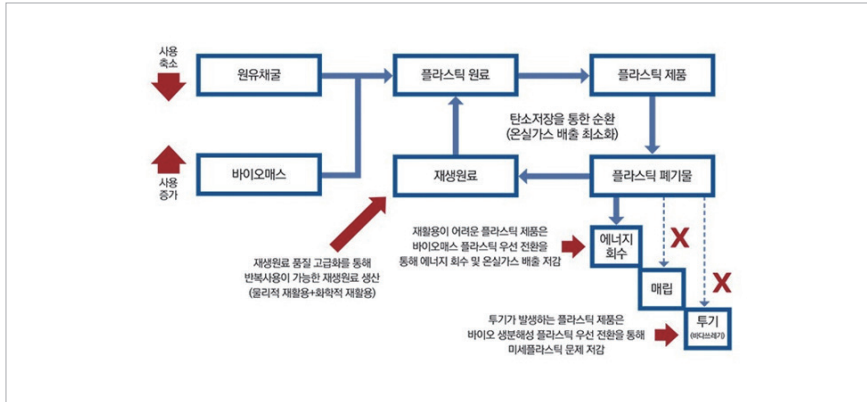 사용
축소
원유채굴
플라스틱 원료
플라스틱 제품
탄소저장을 통한 순환
(온실가스 배출 최소화)
바이오매스
재생원료
플라스틱 폐기물
사용
증가
재생원료 품질 고급화를 통해
반복사용이 가능한 재생원료 생산
(물리적 재활용+화학적 재활용)
재활용이 어려운 플라스틱 제품은
바이오매스 플라스틱 우선 전환을
통해 에너지 회수 및 온실가스 배출 저감
에너지
회수
X
매립
X
투기가 발생하는 플라스틱 제품은
바이오 생분해성 플라스틱 우선 전환을 통해
미세플라스틱 문제 저감
투기
(바다쓰레기)